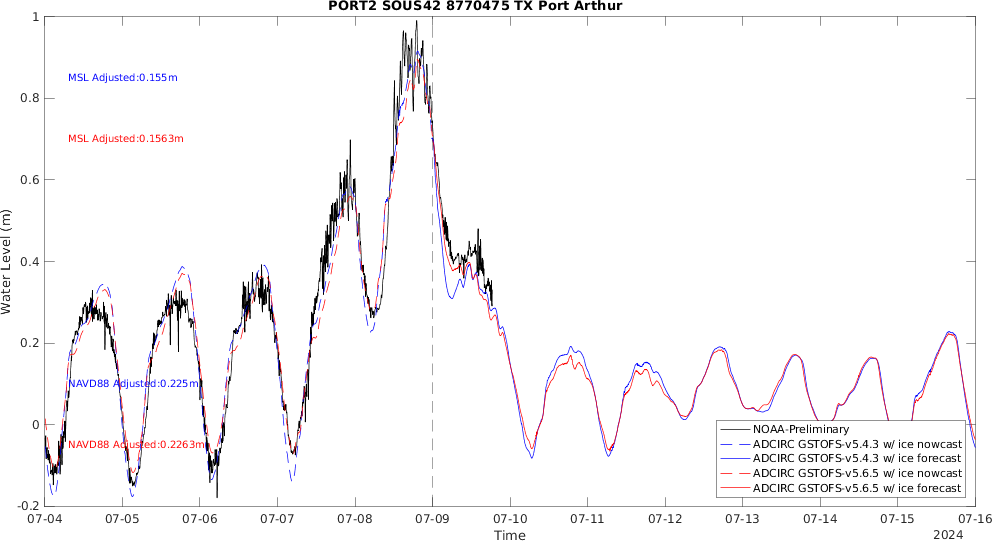 PORT2 SOUS42 8770475 TX Port Arthur
1
0.8
0.6
0.4
0.2
0
-0.2
Water Level (m)
MSL Adjusted:0.155m
MSL Adjusted:0.1563m
NAVD88 Adjusted:0.225m
NAVD88 Adjusted:0.2263m
NOAA-Preliminary
ADCIRC GSTOFS-v5.4.3 w/ ice nowcast
ADCIRC GSTOFS-v5.4.3 w/ ice forecast
ADCIRC GSTOFS-v5.6.5 w/ ice nowcast
ADCIRC GSTOFS-v5.6.5 w/ ice forecast
07-04 07-05 07-06 07-07 07-08 07-09 07-10 07-11 07-12 07-13 07-14 07-15 07-16
Time
2024